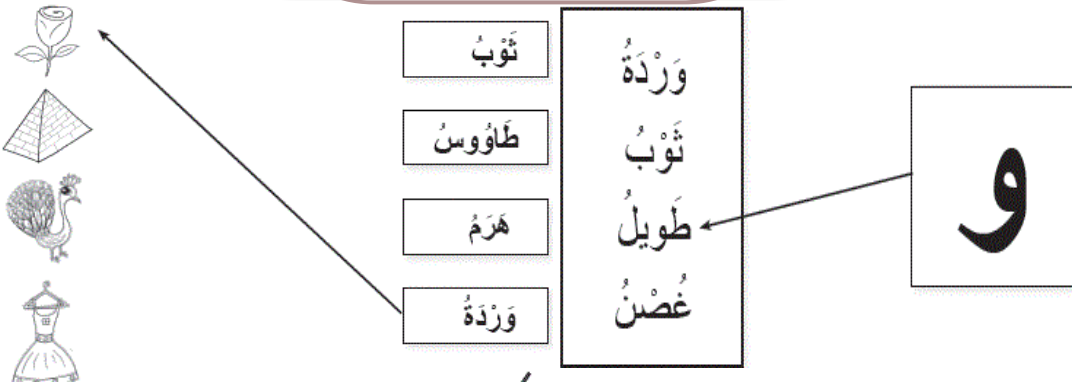 و
وَرْدَةُ
ثَوْبُ
طَويلُ
غُصْنُ
ثَوْبُ
طَاوُوسُ
هَرَمُ
وَرْدَةُ